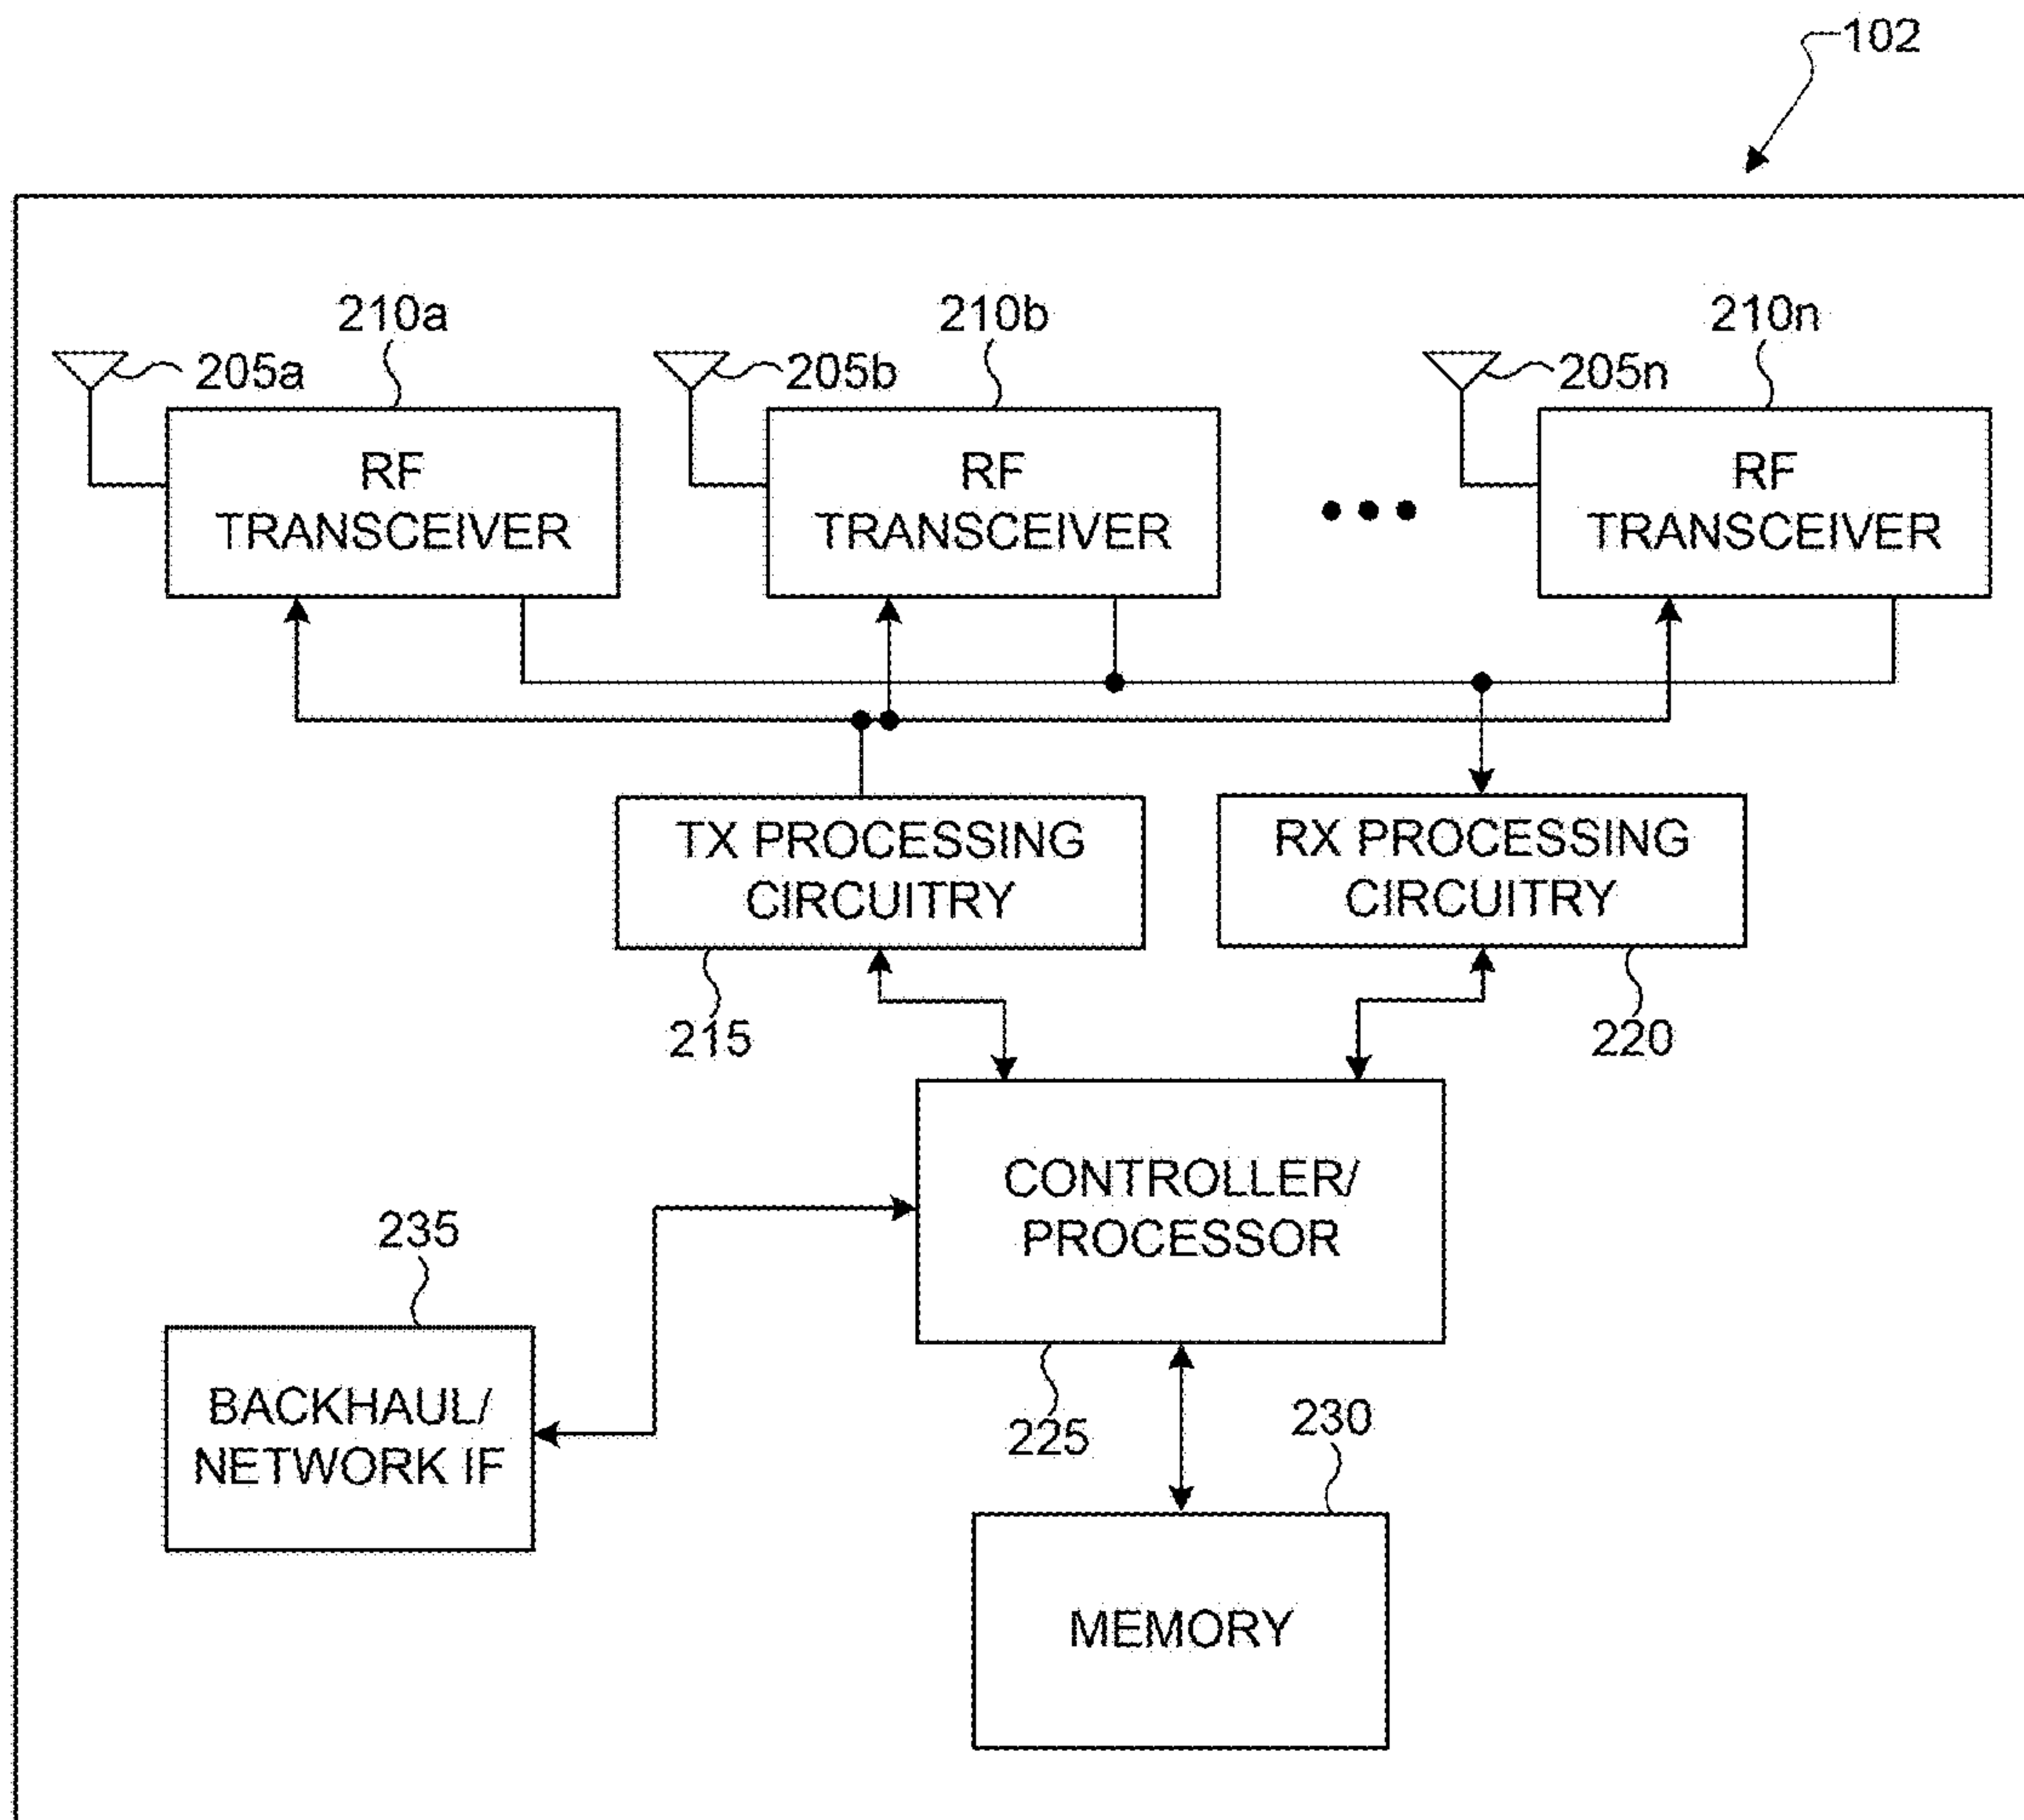 102
210a
210b
210n
205a
205b
205n
RF
TRANSCEIVER
RF
TRANSCEIVER
RF
TRANSCEIVER
TX PROCESSING
CIRCUITRY
RX PROCESSING
CIRCUITRY
215
220
CONTROLLER/
PROCESSOR
235
BACKHAUL/
NETWORK IF
225
230
MEMORY